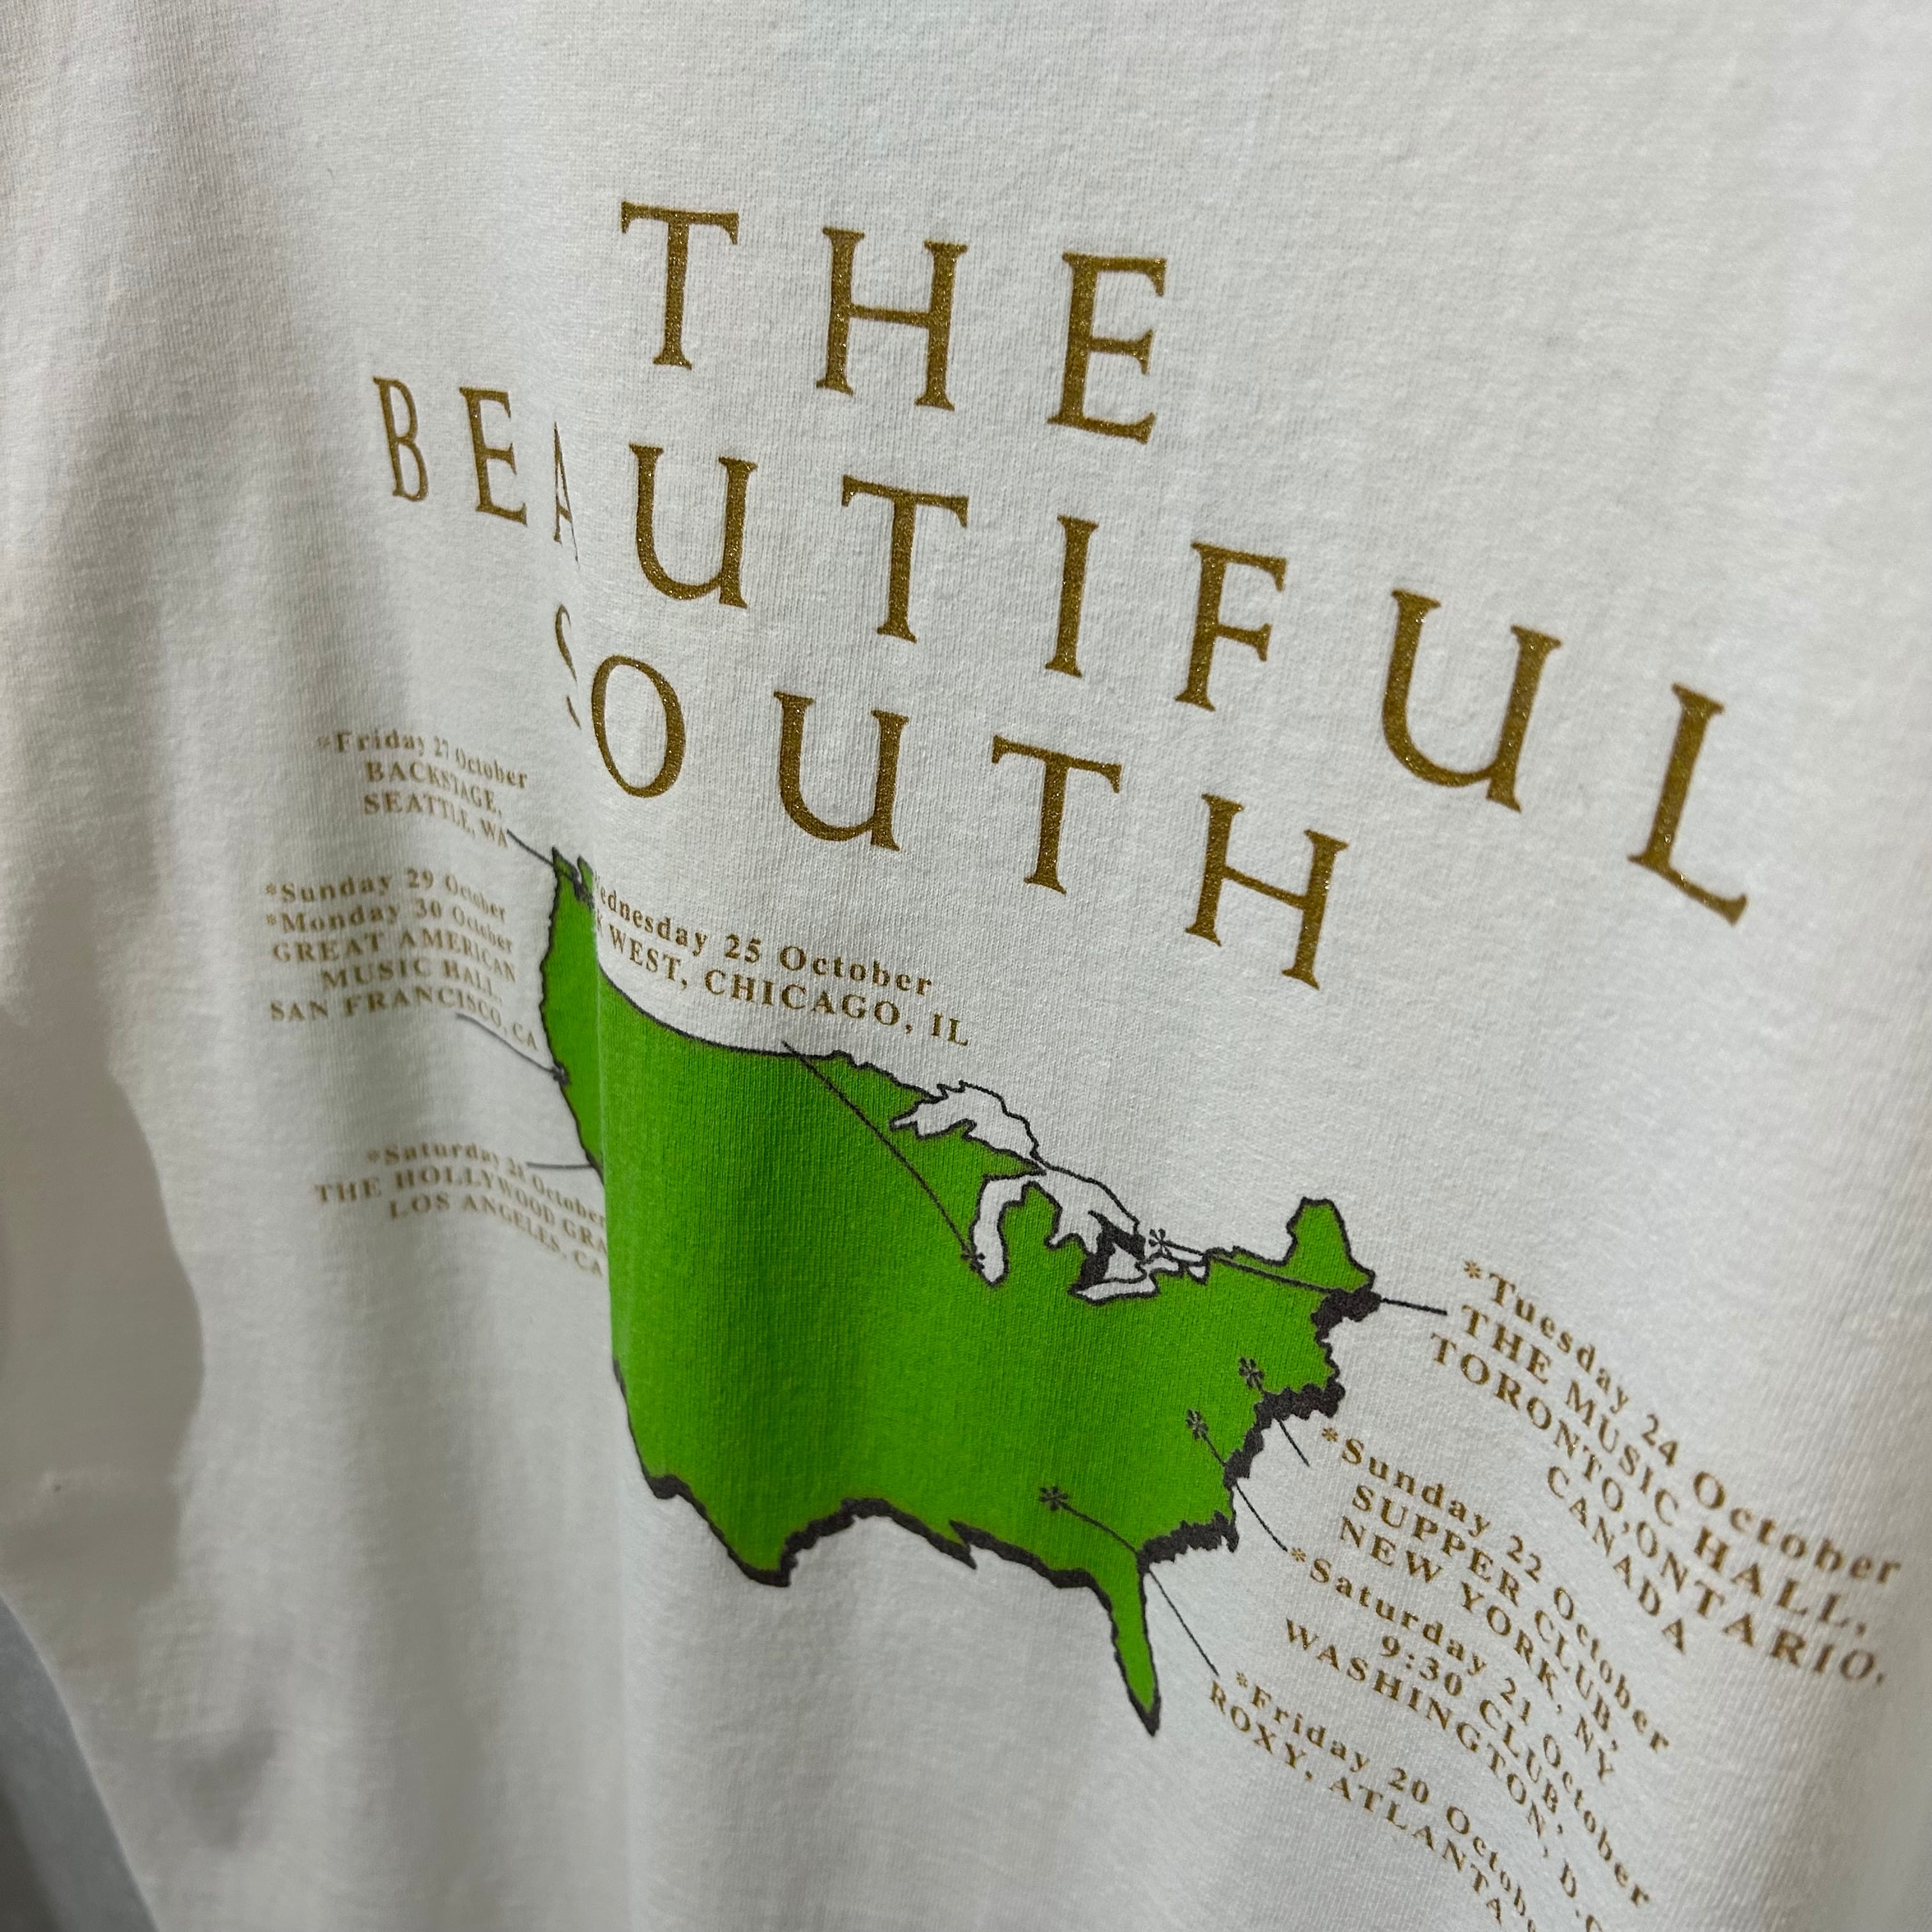 THE
BEAUTIFUL
SOUTH
*Friday 27 October
BACKSTAGE,
SEATTLE, WA
*Sunday 29 October
*Monday 30 October
GREAT AMERICAN
MUSIC HALL,
SAN FRANCISCO, CA
*Saturday 28 October
THE HOLLYWOOD GRA
LOS ANGELES, CA
ednesday 25 October
K WEST, CHICAGO, IL
*Tuesday 24 October
THE MUSIC HALL,
TORONTO, ONTARIO,
CANADA
*Sunday 22 October
SUPPER CLUB,
NEW YORK, NY
*Saturday 21 October
9:30 CLUB,
WASHINGTON, D.C
*Friday 20 Octobe
ROXY, ATLANTA